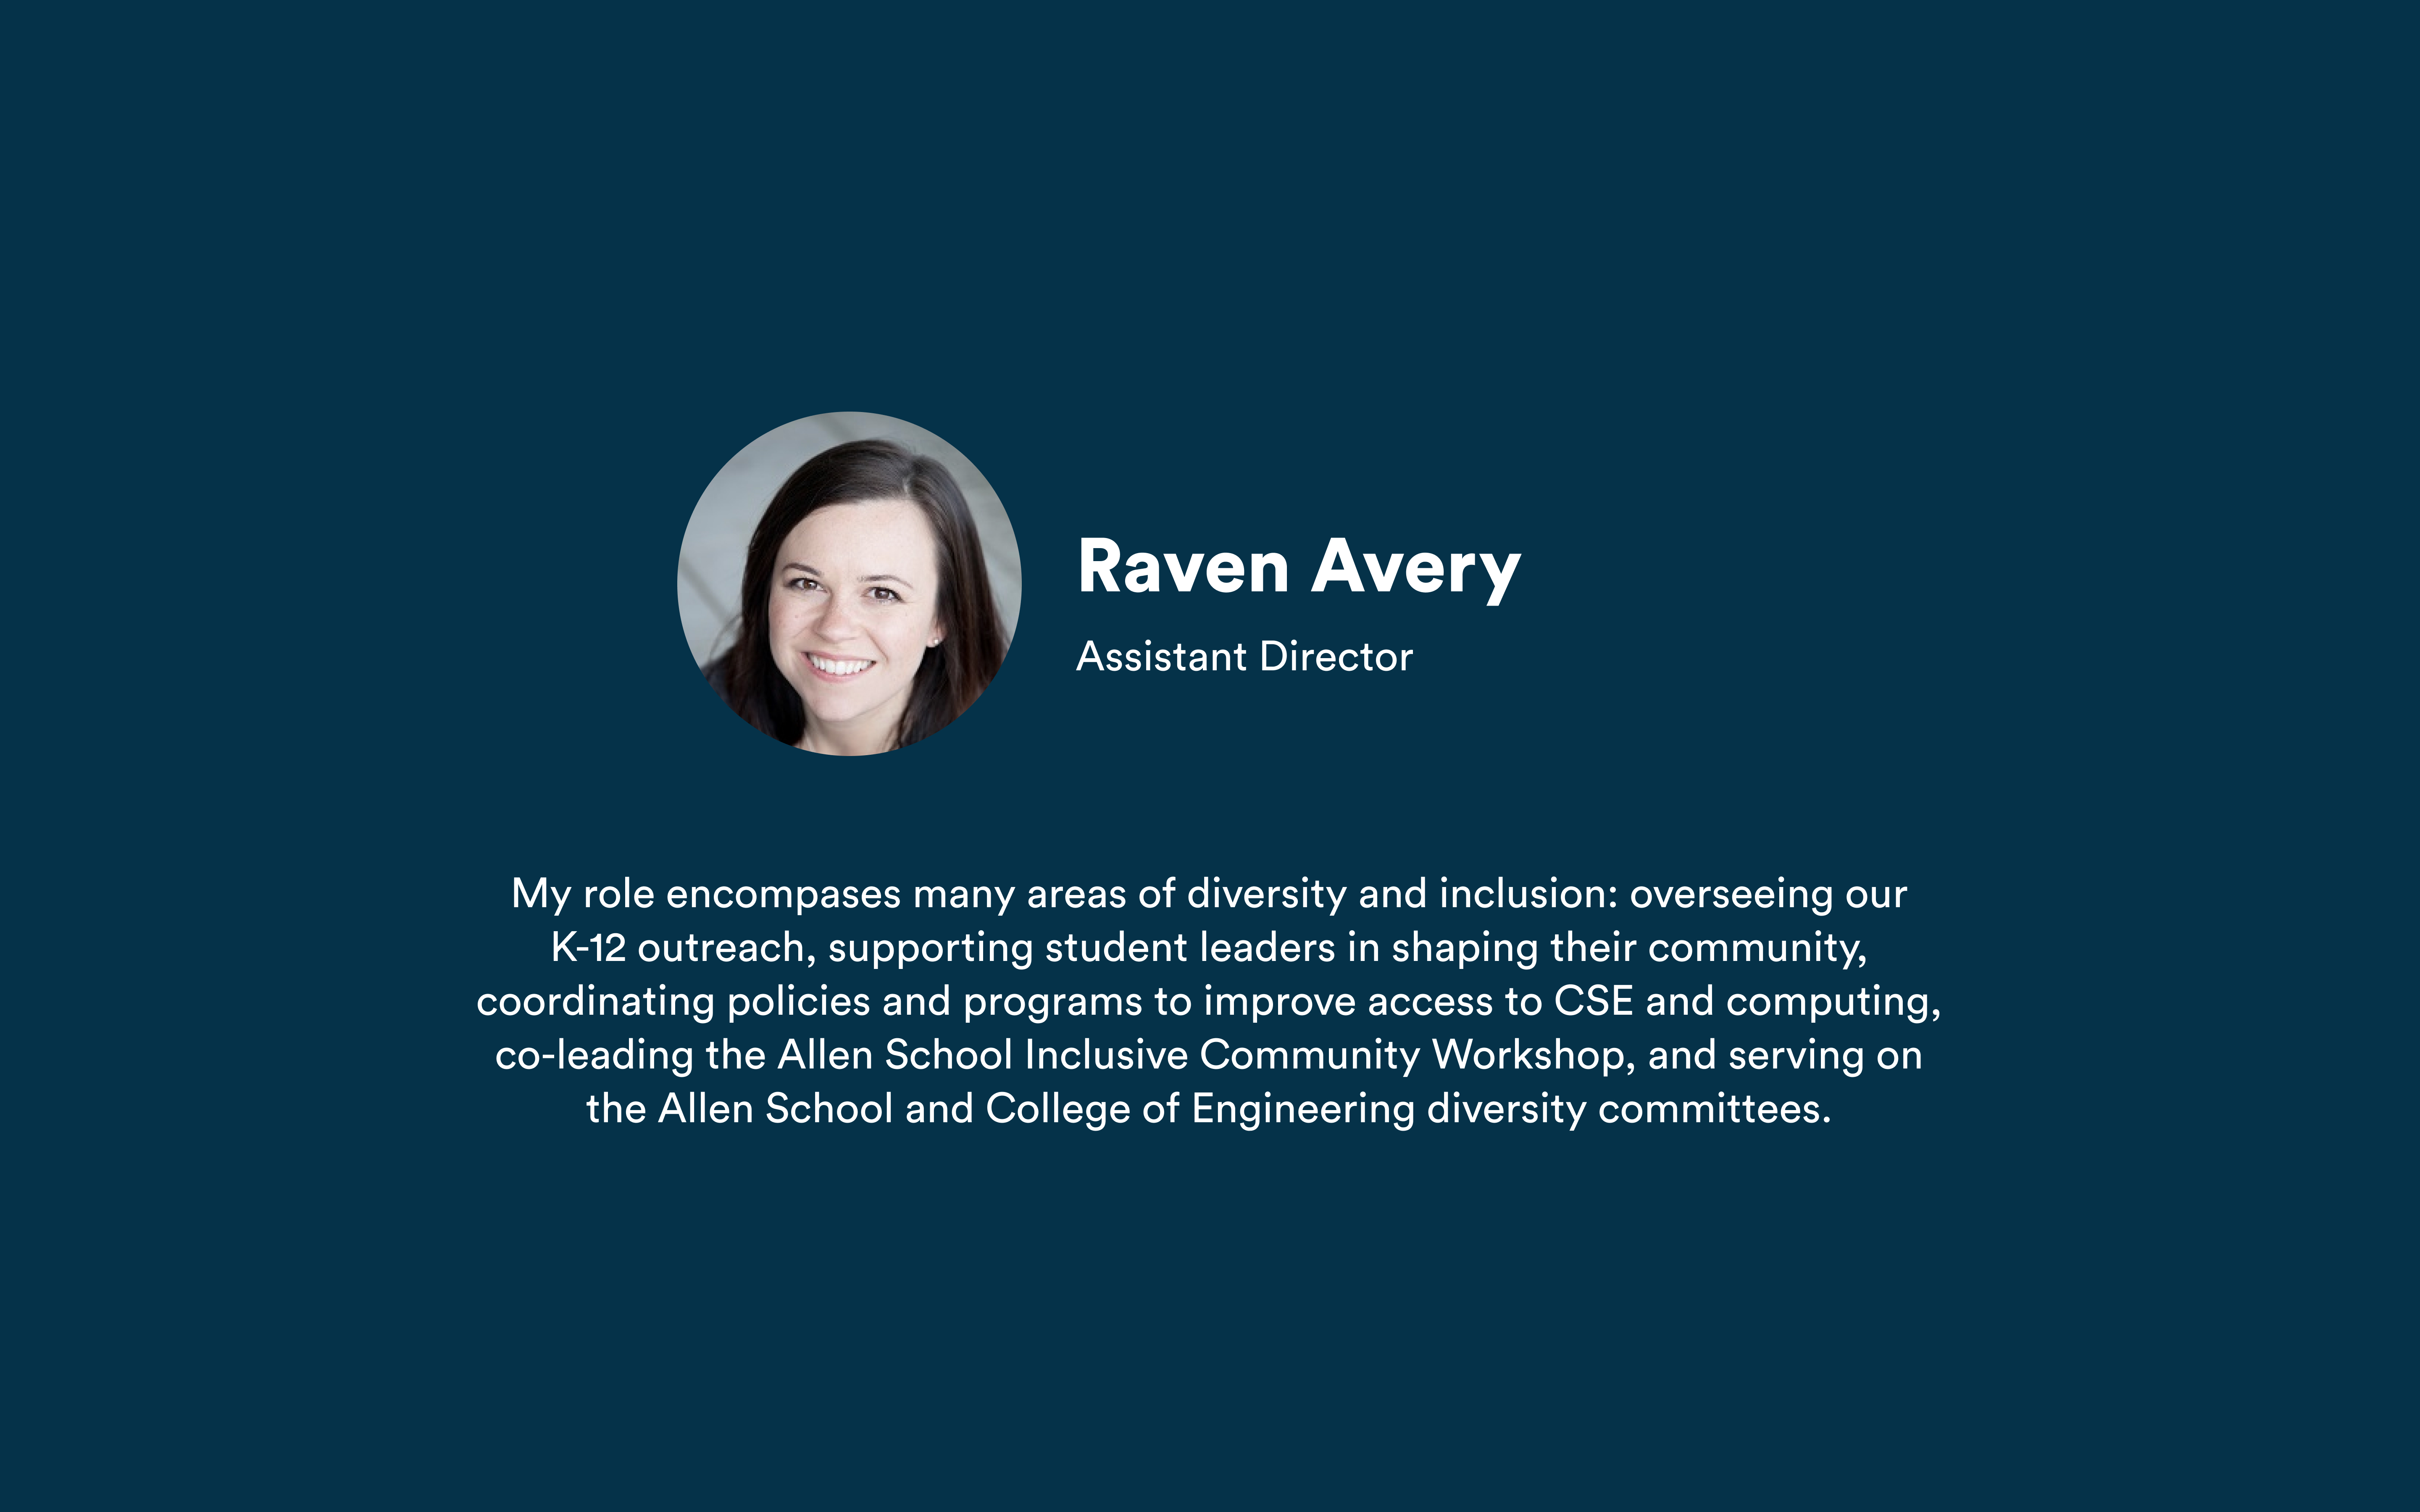 Raven Avery
Assistant Director
My role encompases many areas of diversity and inclusion: overseeing our
K-12 outreach, supporting student leaders in shaping their community,
coordinating policies and programs to improve access to CSE and computing,
co-leading the Allen School Inclusive Community Workshop, and serving on
the Allen School and College of Engineering diversity committees.